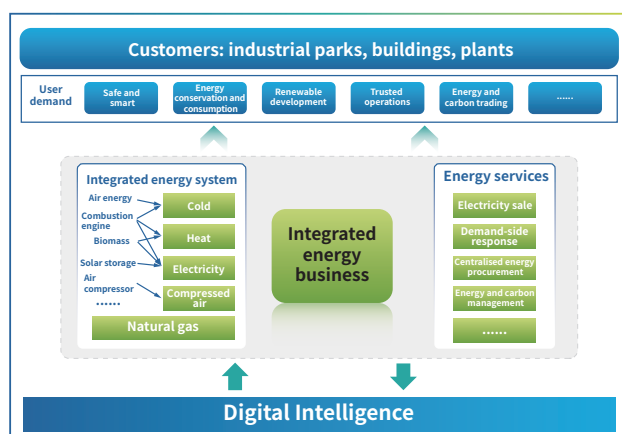 Customers: industrial parks, buildings, plants
User
demand
Safe and
smart
Energy
conservation and
consumption
Renewable
development
Trusted
operations
Energy and
carbon trading
......
Integrated energy system
Air energy
Combustion
engine
Biomass
Solar storage
Air
compressor
......
Cold
Heat
Electricity
Compressed
air
Natural gas
Integrated
energy
business
Energy services
Electricity sale
Demand-side
response
Centralised energy
procurement
Energy and carbon
management
......
Digital Intelligence